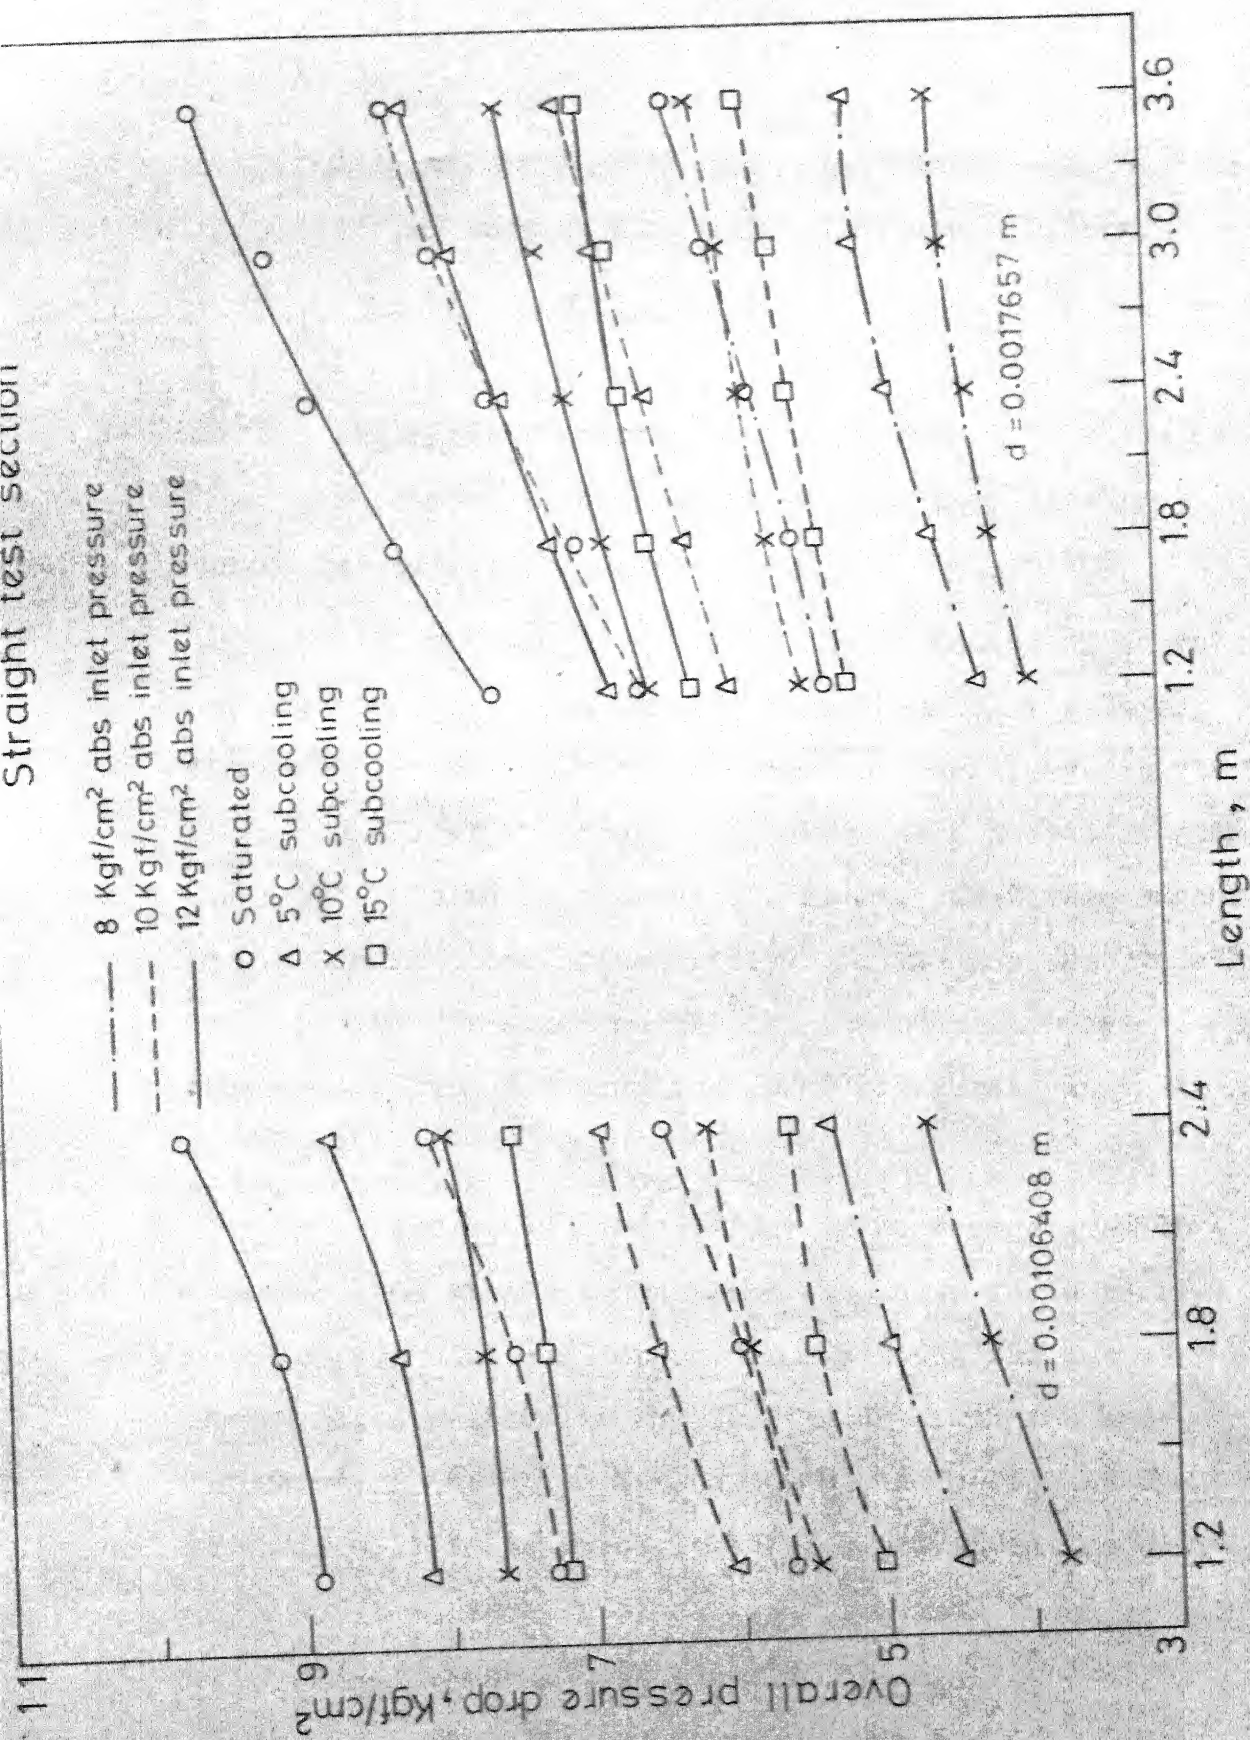 Straight test section
8 Kgf/cm² abs inlet pressure
10 Kgf/cm² abs inlet pressure
12 Kgf/cm² abs inlet pressure
O Saturated
Δ 5°C subcooling
X 10°C subcooling
□ 15°C subcooling
11
9
7
5
3
Overall pressure drop, Kgf/cm²
d = 0.00106408 m
d = 0.0017657 m
1.2
1.8
2.4
1.2
1.8
2.4
3.0
3.6
Length, m